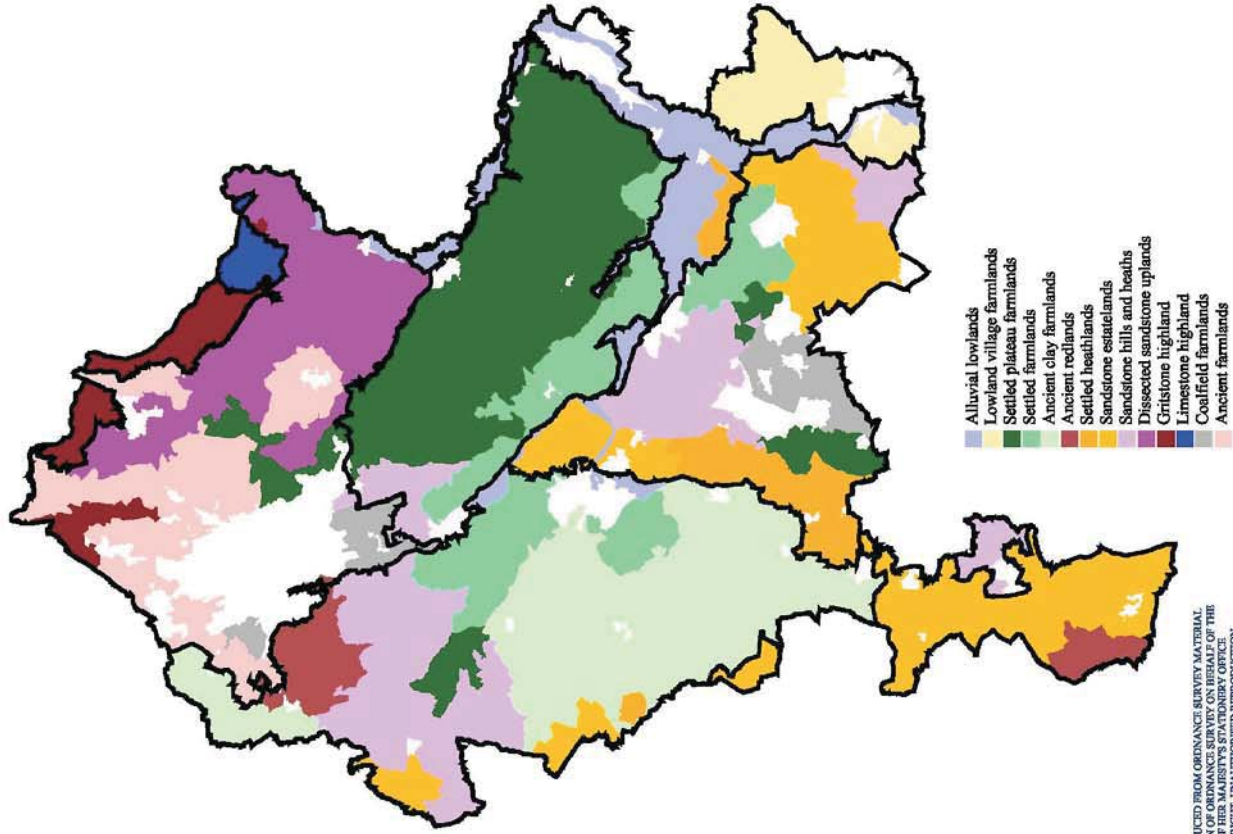 Alluvial lowlands
Lowland village farmlands
Settled plateau farmlands
Settled farmlands
Ancient clay farmlands
Ancient redlands
Settled heathlands
Sandstone estatelands
Sandstone hills and heaths
Dissected sandstone uplands
Gritstone highland
Limestone highland
Coalfield farmlands
Ancient farmlands
UCED FROM ORDNANCE SURVEY MATERIAL
N OF ORDNANCE SURVEY ON BEHALF OF THE
F HER MAJESTY'S STATIONERY OFFICE